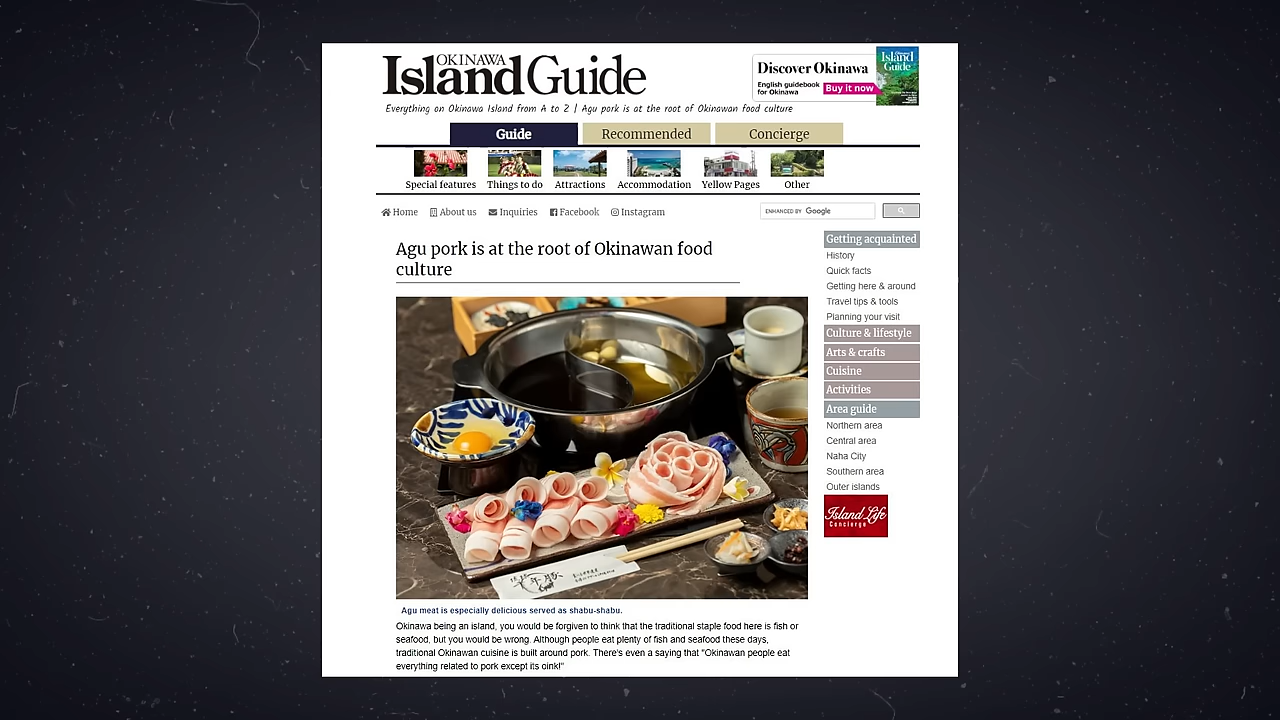 OKINAWA
Island Guide
Everything on Okinawa Island from A to Z | Agu pork is at the root of Okinawan food culture
Discover Okinawa
English guidebook
for Okinawa
Buy it now
Island
Guide
Guide
Recommended
Concierge
Special features
Things to do
Attractions
Accommodation
Yellow Pages
Other
Home
About us
Inquiries
Facebook
Instagram
ENHANCED BY Google
Agu pork is at the root of Okinawan food
culture
Agu meat is especially delicious served as shabu-shabu.
Okinawa being an island, you would be forgiven to think that the traditional staple food here is fish or
seafood, but you would be wrong. Although people eat plenty of fish and seafood these days,
traditional Okinawan cuisine is built around pork. There's even a saying that "Okinawan people eat
everything related to pork except its oink!"
Getting acquainted
History
Quick facts
Getting here & around
Travel tips & tools
Planning your visit
Culture & lifestyle
Arts & crafts
Cuisine
Activities
Area guide
Northern area
Central area
Naha City
Southern area
Outer islands
Island Life
Concierge